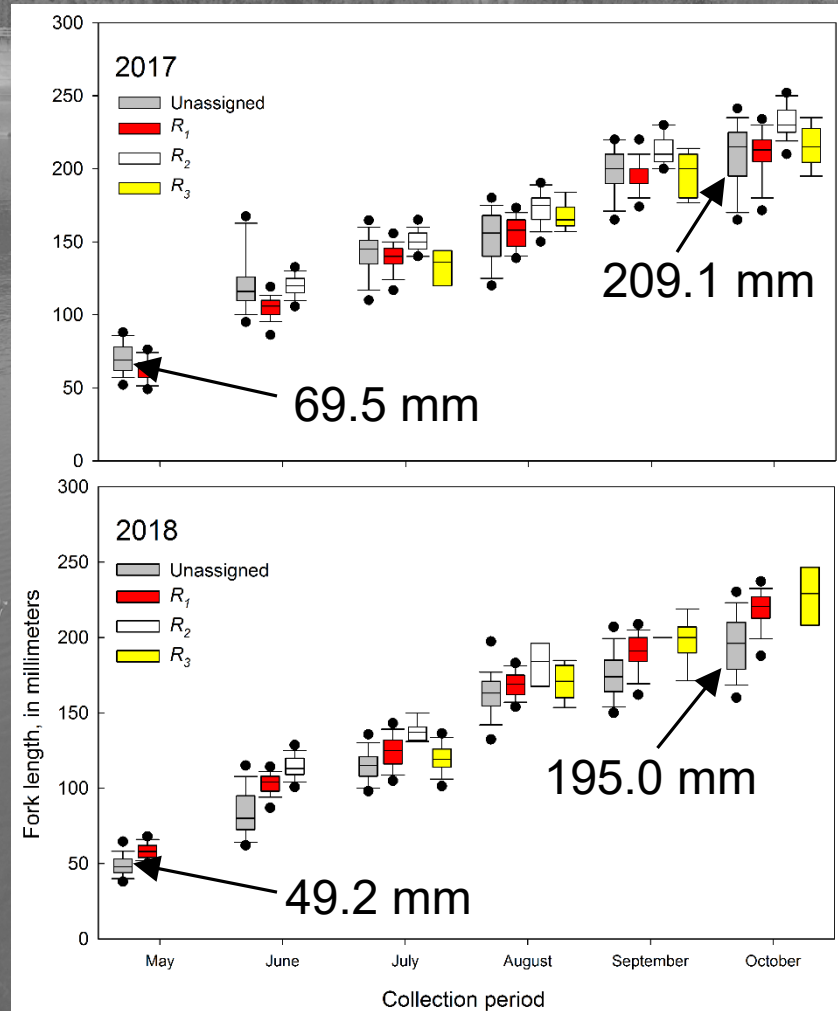 300
2017
Unassigned
R1
R2
R3
250
200
150
100
50
0
209.1 mm
69.5 mm
300
2018
Unassigned
R1
R2
R3
250
200
150
100
50
0
195.0 mm
49.2 mm
Fork length, in millimeters
May June July August September October
Collection period